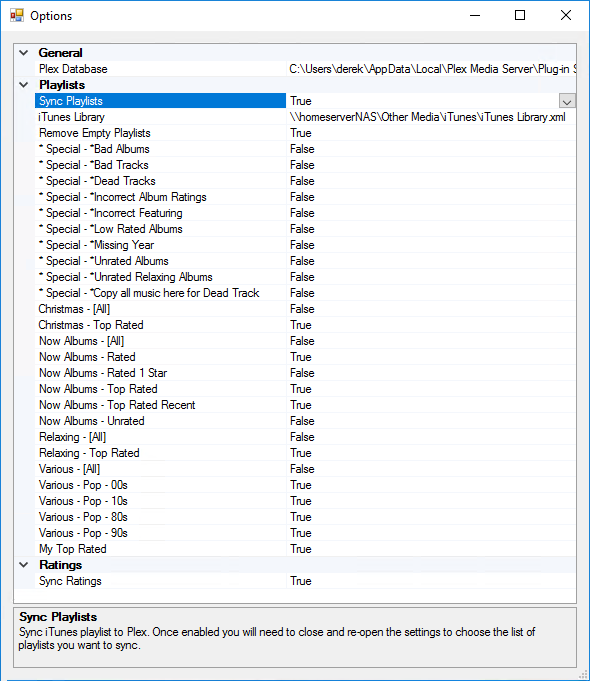 Options
General
Plex Database C:\Users\derek\AppData\Local\Plex Media Server\Plug-in S
Playlists
Sync Playlists True
iTunes Library \\homeserverNAS\Other Media\iTunes\iTunes Library.xml
Remove Empty Playlists True
* Special - *Bad Albums False
* Special - *Bad Tracks False
* Special - *Dead Tracks False
* Special - *Incorrect Album Ratings False
* Special - *Incorrect Featuring False
* Special - *Low Rated Albums False
* Special - *Missing Year False
* Special - *Unrated Albums False
* Special - *Unrated Relaxing Albums False
* Special - *Copy all music here for Dead Track False
Christmas - [All] False
Christmas - Top Rated True
Now Albums - [All] False
Now Albums - Rated True
Now Albums - Rated 1 Star False
Now Albums - Top Rated True
Now Albums - Top Rated Recent True
Now Albums - Unrated False
Relaxing - [All] False
Relaxing - Top Rated True
Various - [All] False
Various - Pop - 00s True
Various - Pop - 10s True
Various - Pop - 80s True
Various - Pop - 90s True
My Top Rated True
Ratings
Sync Ratings True
Sync Playlists
Sync iTunes playlist to Plex. Once enabled you will need to close and re-open the settings to choose the list of
playlists you want to sync.